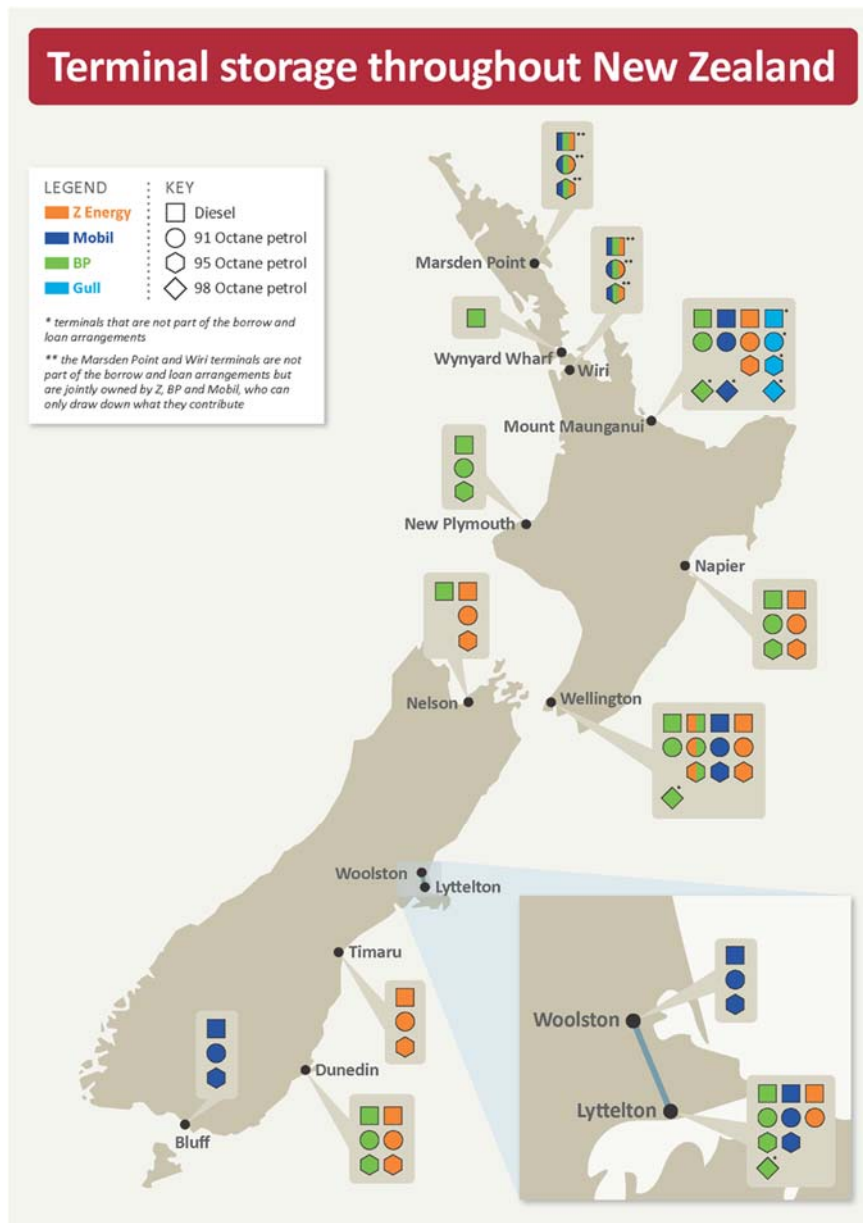 Terminal storage throughout New Zealand
LEGEND
Z Energy
Mobil
BP
Gull
KEY
Diesel
91 Octane petrol
95 Octane petrol
98 Octane petrol
* terminals that are not part of the borrow and
loan arrangements
** the Marsden Point and Wiri terminals are not
part of the borrow and loan arrangements but
are jointly owned by Z, BP and Mobil, who can
only draw down what they contribute
**
**
**
Marsden Point
**
**
**
Wynyard Wharf
Wiri
*
*
*
* * *
Mount Maunganui
New Plymouth
Napier
Nelson
Wellington
*
Woolston
Lyttelton
Timaru
Woolston
Dunedin
Lyttelton
*
Bluff